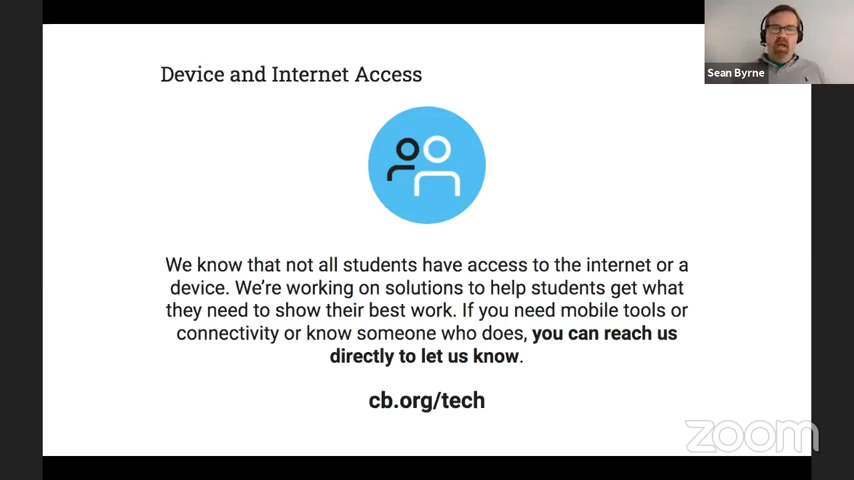 Sean Byrne
Device and Internet Access
We know that not all students have access to the internet or a
device. We’re working on solutions to help students get what
they need to show their best work. If you need mobile tools or
connectivity or know someone who does, you can reach us
directly to let us know.
cb.org/tech
zoom